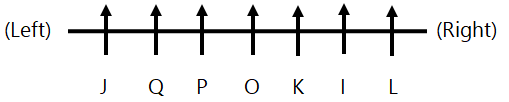 (Left) (Right)
J Q P O K I L